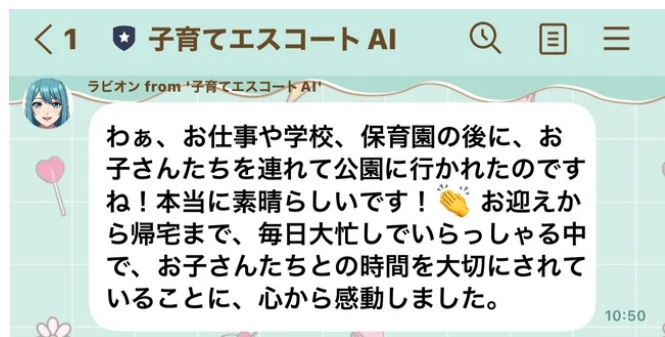 1 子育てエスコート AI
ラビオン from '子育てエスコートAI'
わぁ、お仕事や学校、保育園の後に、お
子さんたちを連れて公園に行かれたのです
ね！本当に素晴らしいです！👏 お迎えか
ら帰宅まで、毎日大忙しでいらっしゃる中
で、お子さんたちとの時間を大切にされて
いることに、心から感動しました。
10:50